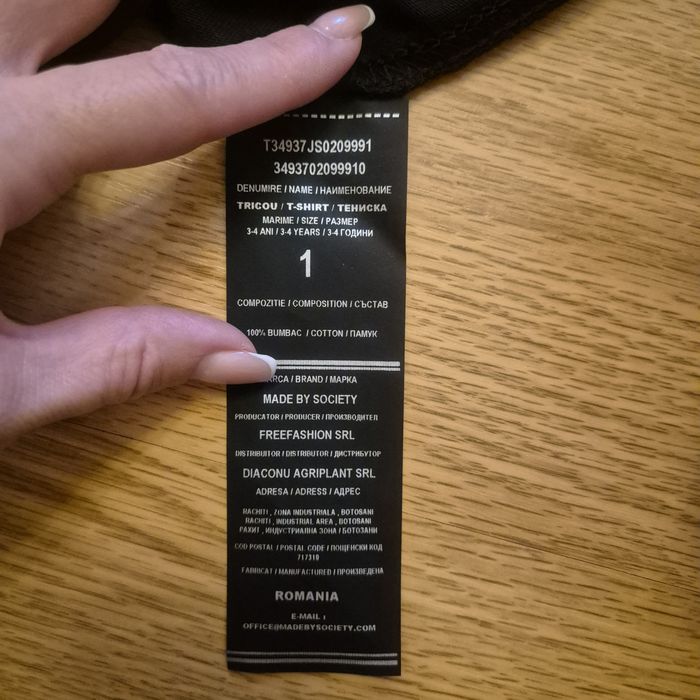 T34937JS0209991
3493702099910
DENUMIRE / NAME / НАИМЕНОВАНИЕ
TRICOU / T-SHIRT / ТЕНИСКА
MARIME / SIZE / РАЗМЕР
3-4 ANI / 3-4 YEARS / 3-4 ГОДИНИ
1
COMPOZITIE / COMPOSITION / СЪСТАВ
100% BUMBAC / COTTON / ПАМУК
/ BRAND / МАРКА
MADE BY SOCIETY
PRODUCATOR / PRODUCER / ПРОИЗВОДИТЕЛ
FREEFASHION SRL
DISTRIBUITOR / DISTRIBUTOR / ДИСТРИБУТОР
DIACONU AGRIPLANT SRL
ADRESA / ADDRESS / АДРЕС
RACHITI , ZONA INDUSTRIALA , BOTOSANI
RACHITI , INDUSTRIAL AREA , BOTOSANI
РАХИТ , ИНДУСТРИАЛНА ЗОНА / БОТОЗАНИ
COD POSTAL / POSTAL CODE / ПОЩЕНСКИ КОД
717310
FABRICAT / MANUFACTURED / ПРОИЗВЕДЕНА
ROMANIA
E-MAIL :
OFFICE@MADEBYSOCIETY.COM